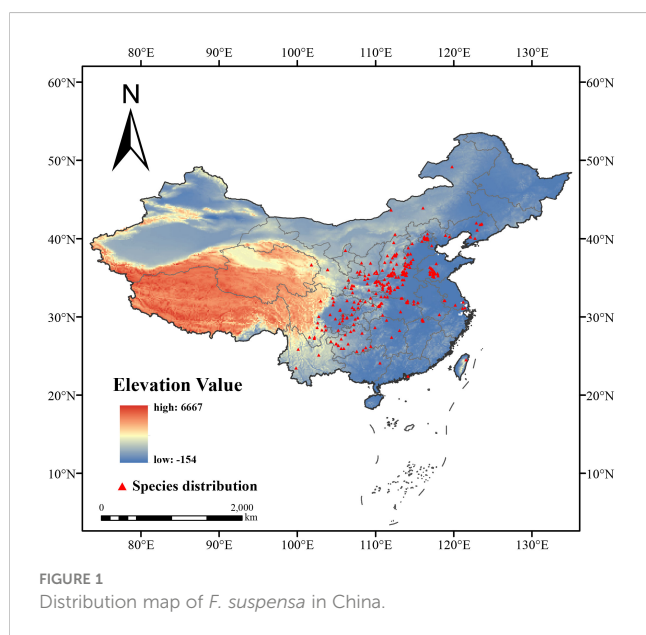 80°E 90°E 100°E 110°E 120°E 130°E
60°N 60°N
N
50°N 50°N
40°N 40°N
30°N 30°N
20°N 20°N
10°N 10°N
Elevation Value
high: 6667
low: -154
Species distribution
0 2,000
km
80°E 90°E 100°E 110°E 120°E 130°E
FIGURE 1
Distribution map of F. suspensa in China.